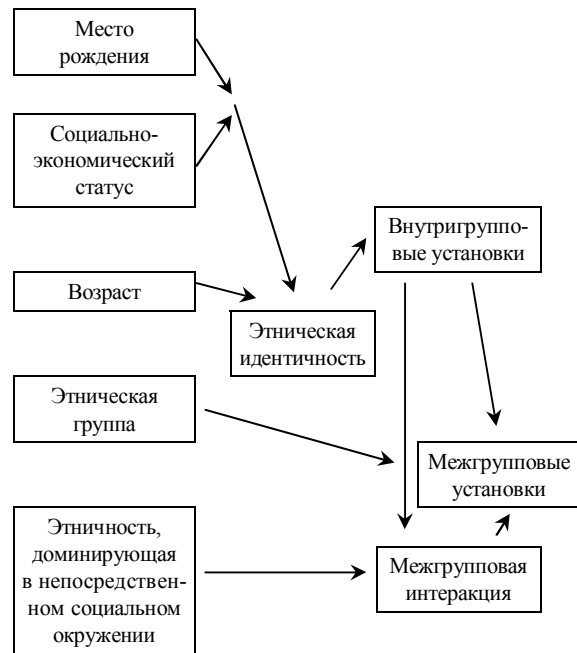 Место
рождения
Социально-
экономический
статус
Внутригруппо-
вые установки
Возраст
Этническая
идентичность
Этническая
группа
Межгрупповые
установки
Этничность,
доминирующая
в непосредствен-
ном социальном
окружении
Межгрупповая
интеракция